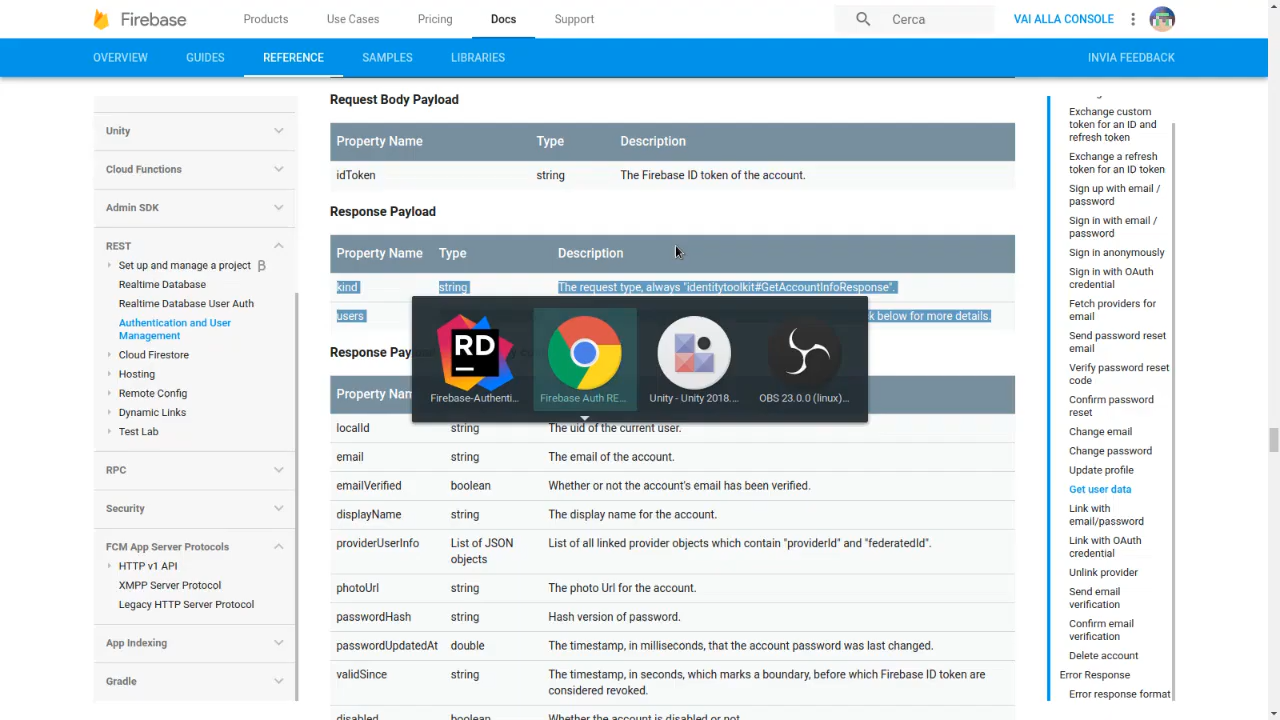 Firebase
Products
Use Cases
Pricing
Docs
Support
Cerca
VAI ALLA CONSOLE
OVERVIEW
GUIDES
REFERENCE
SAMPLES
LIBRARIES
INVIA FEEDBACK
Unity
Cloud Functions
Admin SDK
REST
Set up and manage a project β
Realtime Database
Realtime Database User Auth
Authentication and User
Management
Cloud Firestore
Hosting
Remote Config
Dynamic Links
Test Lab
RPC
Security
FCM App Server Protocols
HTTP v1 API
XMPP Server Protocol
Legacy HTTP Server Protocol
App Indexing
Gradle
Request Body Payload
Property Name Type Description
idToken string The Firebase ID token of the account.
Response Payload
Property Name Type Description
kind string The request type, always "identitytoolkit#GetAccountInfoResponse".
users k below for more details.
Response Pay
Property Nam
RD
Firebase-Authenti...
Firebase Auth RE...
Unity - Unity 2018....
OBS 23.0.0 (linux)...
localId string The uid of the current user.
email string The email of the account.
emailVerified boolean Whether or not the account's email has been verified.
displayName string The display name for the account.
providerUserInfo List of JSON List of all linked provider objects which contain "providerId" and "federatedId".
objects
photoUrl string The photo Url for the account.
passwordHash string Hash version of password.
passwordUpdatedAt double The timestamp, in milliseconds, that the account password was last changed.
validSince string The timestamp, in seconds, which marks a boundary, before which Firebase ID token are
considered revoked.
disabled boolean Whether the account is disabled or not
Exchange custom
token for an ID and
refresh token
Exchange a refresh
token for an ID token
Sign up with email /
password
Sign in with email /
password
Sign in anonymously
Sign in with OAuth
credential
Fetch providers for
email
Send password reset
email
Verify password reset
code
Confirm password
reset
Change email
Change password
Update profile
Get user data
Link with
email/password
Link with OAuth
credential
Unlink provider
Send email
verification
Confirm email
verification
Delete account
Error Response
Error response format